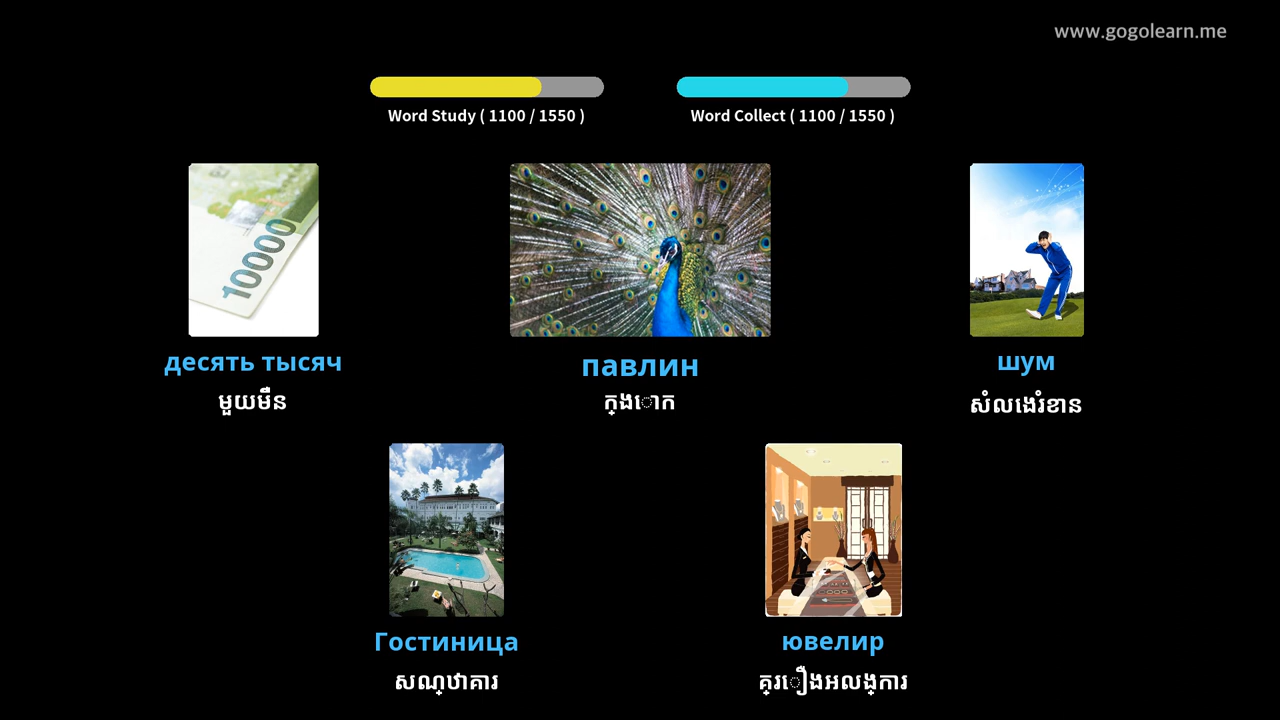 www.gogolearn.me
Word Study ( 1100 / 1550 )
Word Collect ( 1100 / 1550 )
10000
десять тысяч
មួយមឺន
павлин
ក្ងោក
шум
សំលេងរំខាន
Гостиница
សណ្ឋាគារ
ювелир
គ្រឿងអលង្ការ